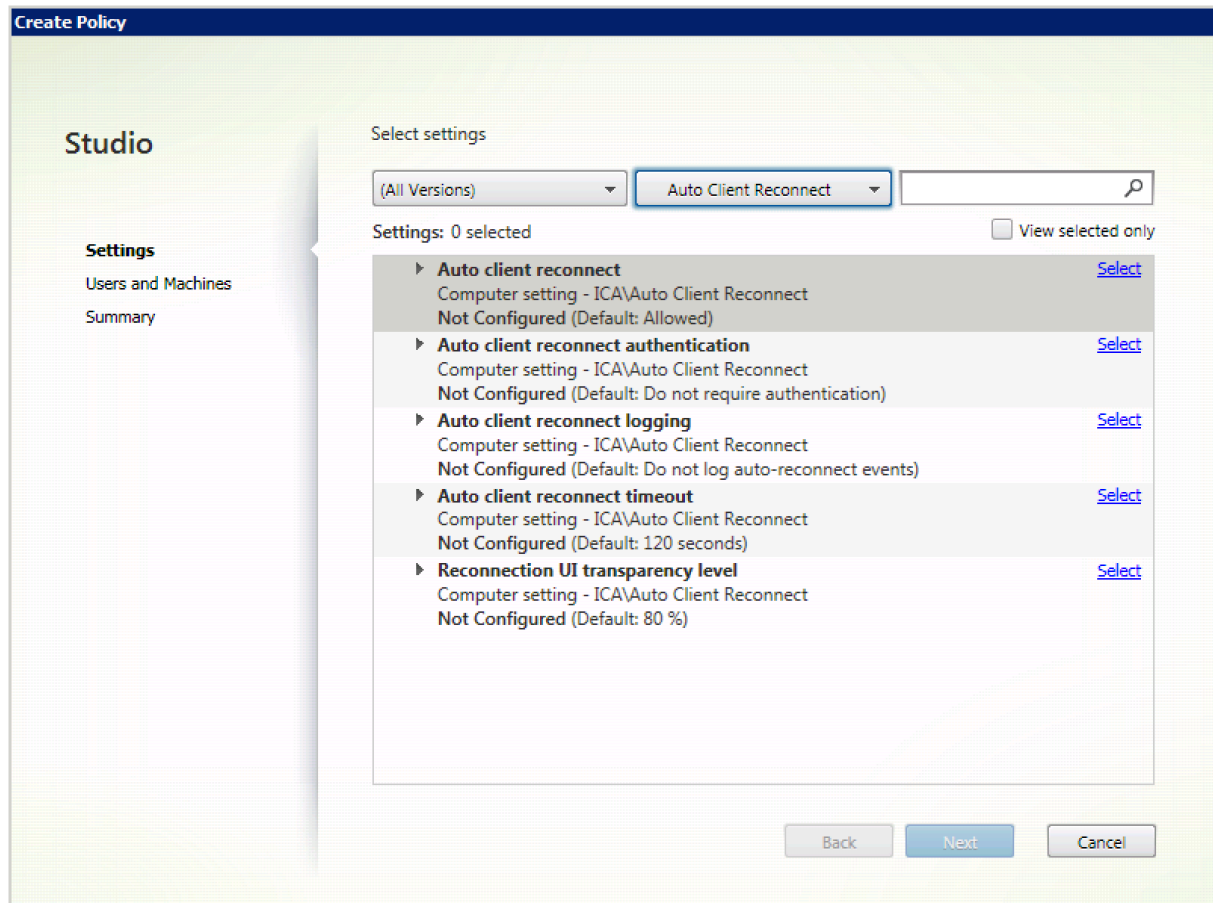 Create Policy
Studio
Settings
Users and Machines
Summary
Select settings
(All Versions)
Auto Client Reconnect
Settings: 0 selected
View selected only
Auto client reconnect
Select
Computer setting - ICA\Auto Client Reconnect
Not Configured (Default: Allowed)
Auto client reconnect authentication
Select
Computer setting - ICA\Auto Client Reconnect
Not Configured (Default: Do not require authentication)
Auto client reconnect logging
Select
Computer setting - ICA\Auto Client Reconnect
Not Configured (Default: Do not log auto-reconnect events)
Auto client reconnect timeout
Select
Computer setting - ICA\Auto Client Reconnect
Not Configured (Default: 120 seconds)
Reconnection UI transparency level
Select
Computer setting - ICA\Auto Client Reconnect
Not Configured (Default: 80 %)
Back
Next
Cancel